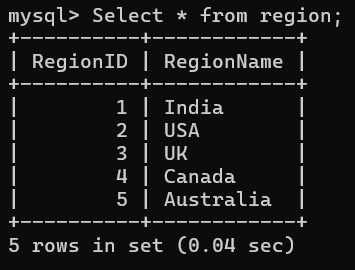 mysql> Select * from region;
+----------+------------+
| RegionID | RegionName |
+----------+------------+
|        1 | India      |
|        2 | USA        |
|        3 | UK         |
|        4 | Canada     |
|        5 | Australia  |
+----------+------------+
5 rows in set (0.04 sec)